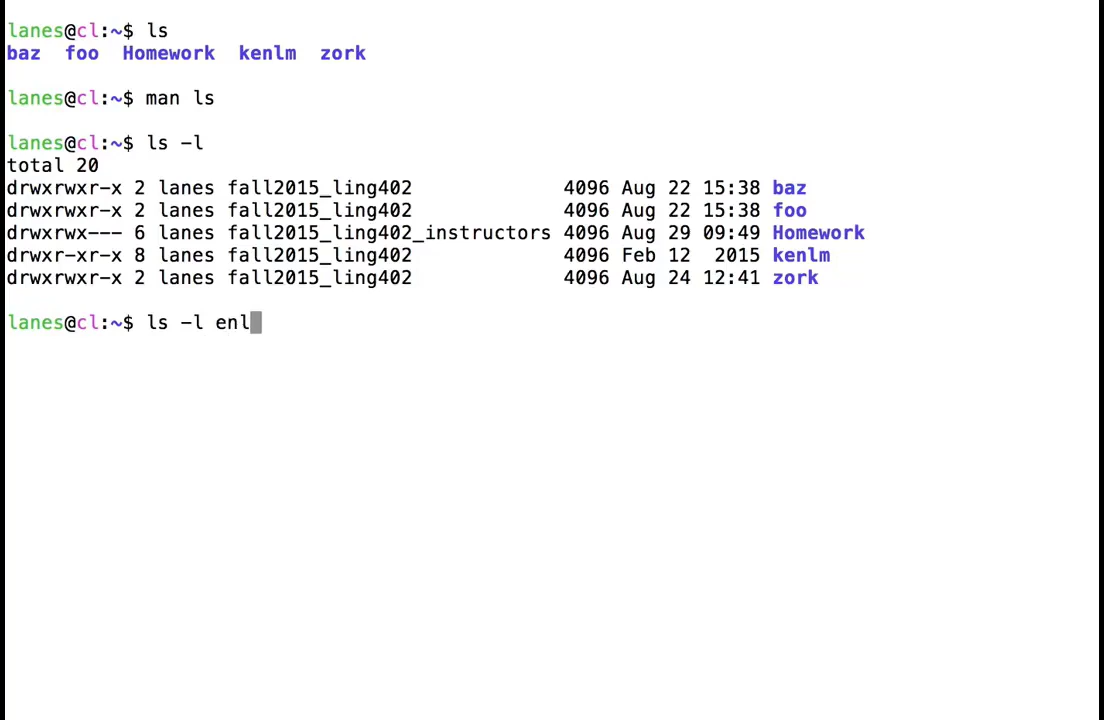 lanes@cl:~$ ls
baz  foo  Homework  kenlm  zork
lanes@cl:~$ man ls
lanes@cl:~$ ls -l
total 20
drwxrwxr-x 2 lanes fall2015_ling402             4096 Aug 22 15:38 baz
drwxrwxr-x 2 lanes fall2015_ling402             4096 Aug 22 15:38 foo
drwxrwx--- 6 lanes fall2015_ling402_instructors 4096 Aug 29 09:49 Homework
drwxr-xr-x 8 lanes fall2015_ling402             4096 Feb 12  2015 kenlm
drwxrwxr-x 2 lanes fall2015_ling402             4096 Aug 24 12:41 zork
lanes@cl:~$ ls -l enl